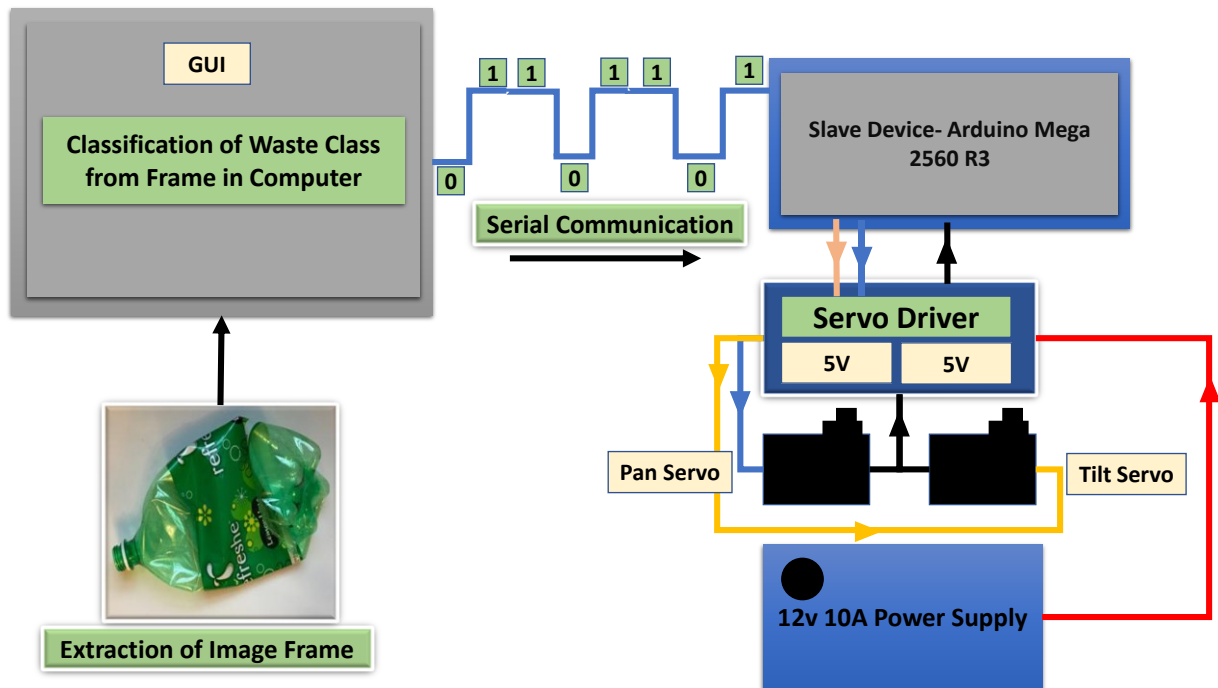 GUI
Classification of Waste Class
from Frame in Computer
0
1
1
0
1
1
0
1
Serial Communication
Slave Device- Arduino Mega
2560 R3
Servo Driver
5V
5V
Pan Servo
Tilt Servo
12v 10A Power Supply
refreshe
refreshe
Extraction of Image Frame